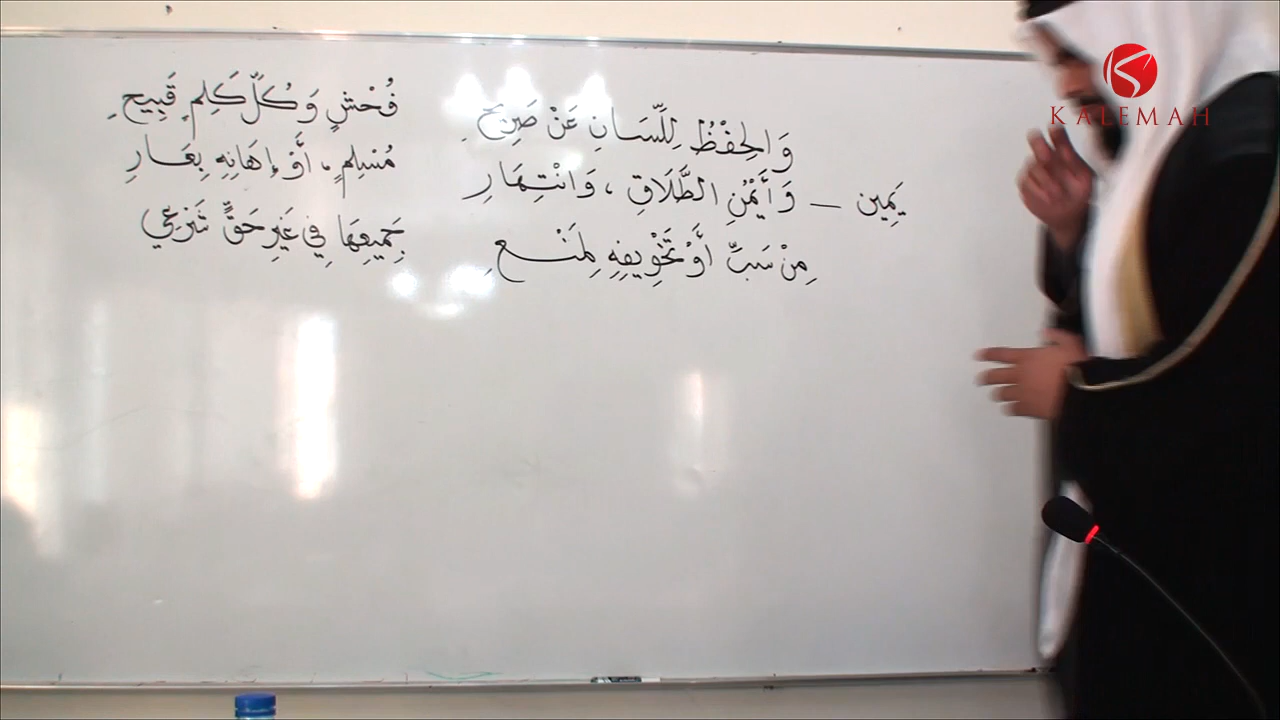 وَالحِفْظُ لِلِّسَانِ عَنْ صَرِيحِ فُحْشٍ وَكُلِّ كَلِمٍ قَبِيحِ
يَمِين – وَأَيْمُنِ الطَّلَاقِ، وَانْتِهَارِ مُسْلِمٍ، أَوْ إِهَانِهِ بِعَارِ
مِنْ سَبٍّ أَوْ تَخْوِيفِهِ لِمَنْعِ جَمِيعِهَا فِي غَيْرِ حَقٍّ شَرْعِي
KALEMAH